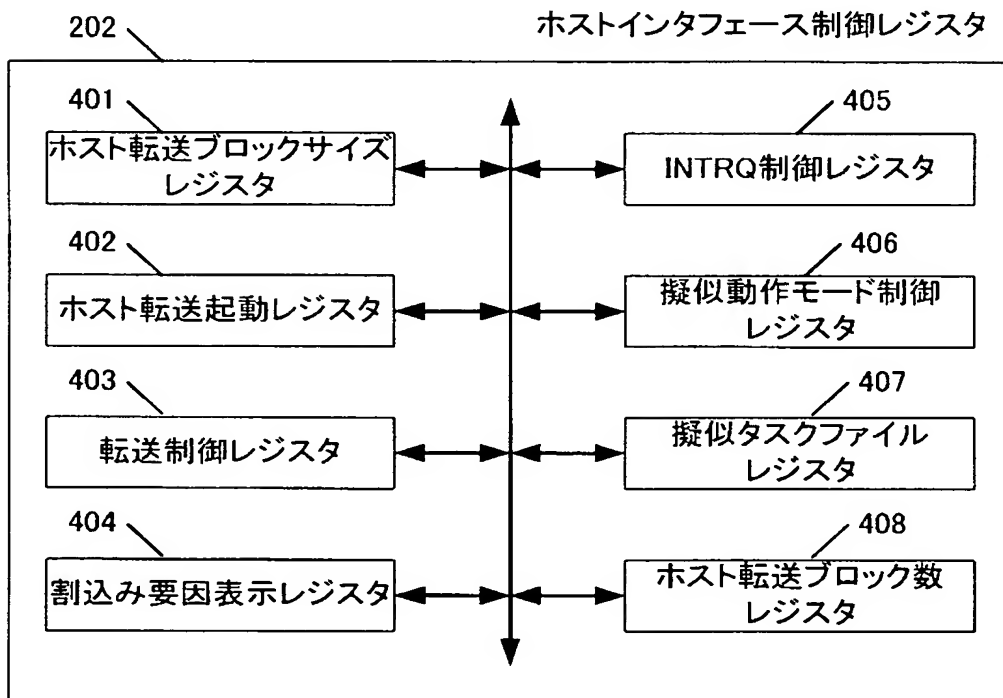 202
ホストインタフェース制御レジスタ
401
ホスト転送ブロックサイズ
レジスタ
402
ホスト転送起動レジスタ
403
転送制御レジスタ
404
割込み要因表示レジスタ
405
INTRQ制御レジスタ
406
擬似動作モード制御
レジスタ
407
擬似タスクファイル
レジスタ
408
ホスト転送ブロック数
レジスタ